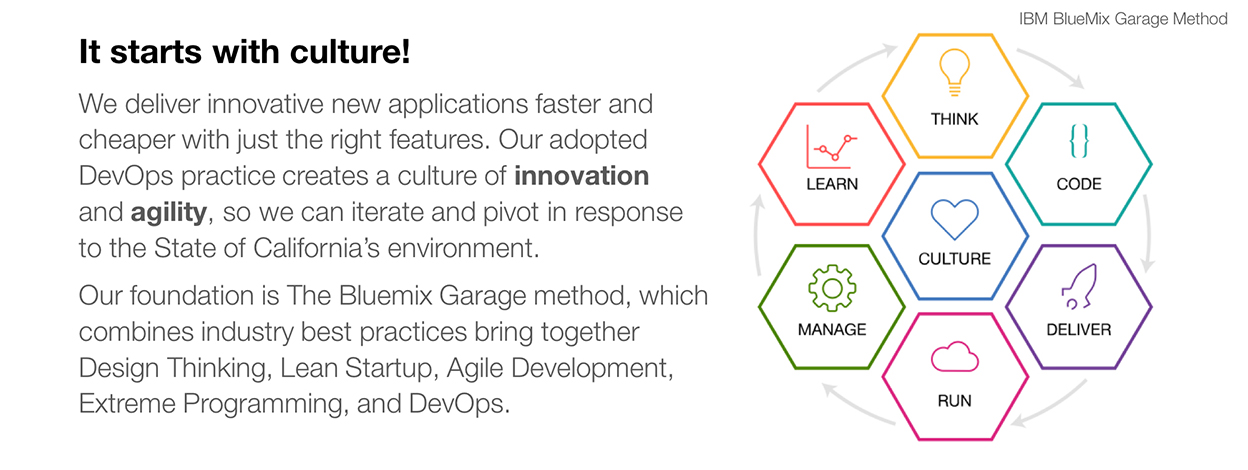 IBM BlueMix Garage Method
It starts with culture!
We deliver innovative new applications faster and
cheaper with just the right features. Our adopted
DevOps practice creates a culture of innovation
and agility, so we can iterate and pivot in response
to the State of California’s environment.
Our foundation is The Bluemix Garage method, which
combines industry best practices bring together
Design Thinking, Lean Startup, Agile Development,
Extreme Programming, and DevOps.
THINK
CODE
DELIVER
RUN
MANAGE
LEARN
CULTURE